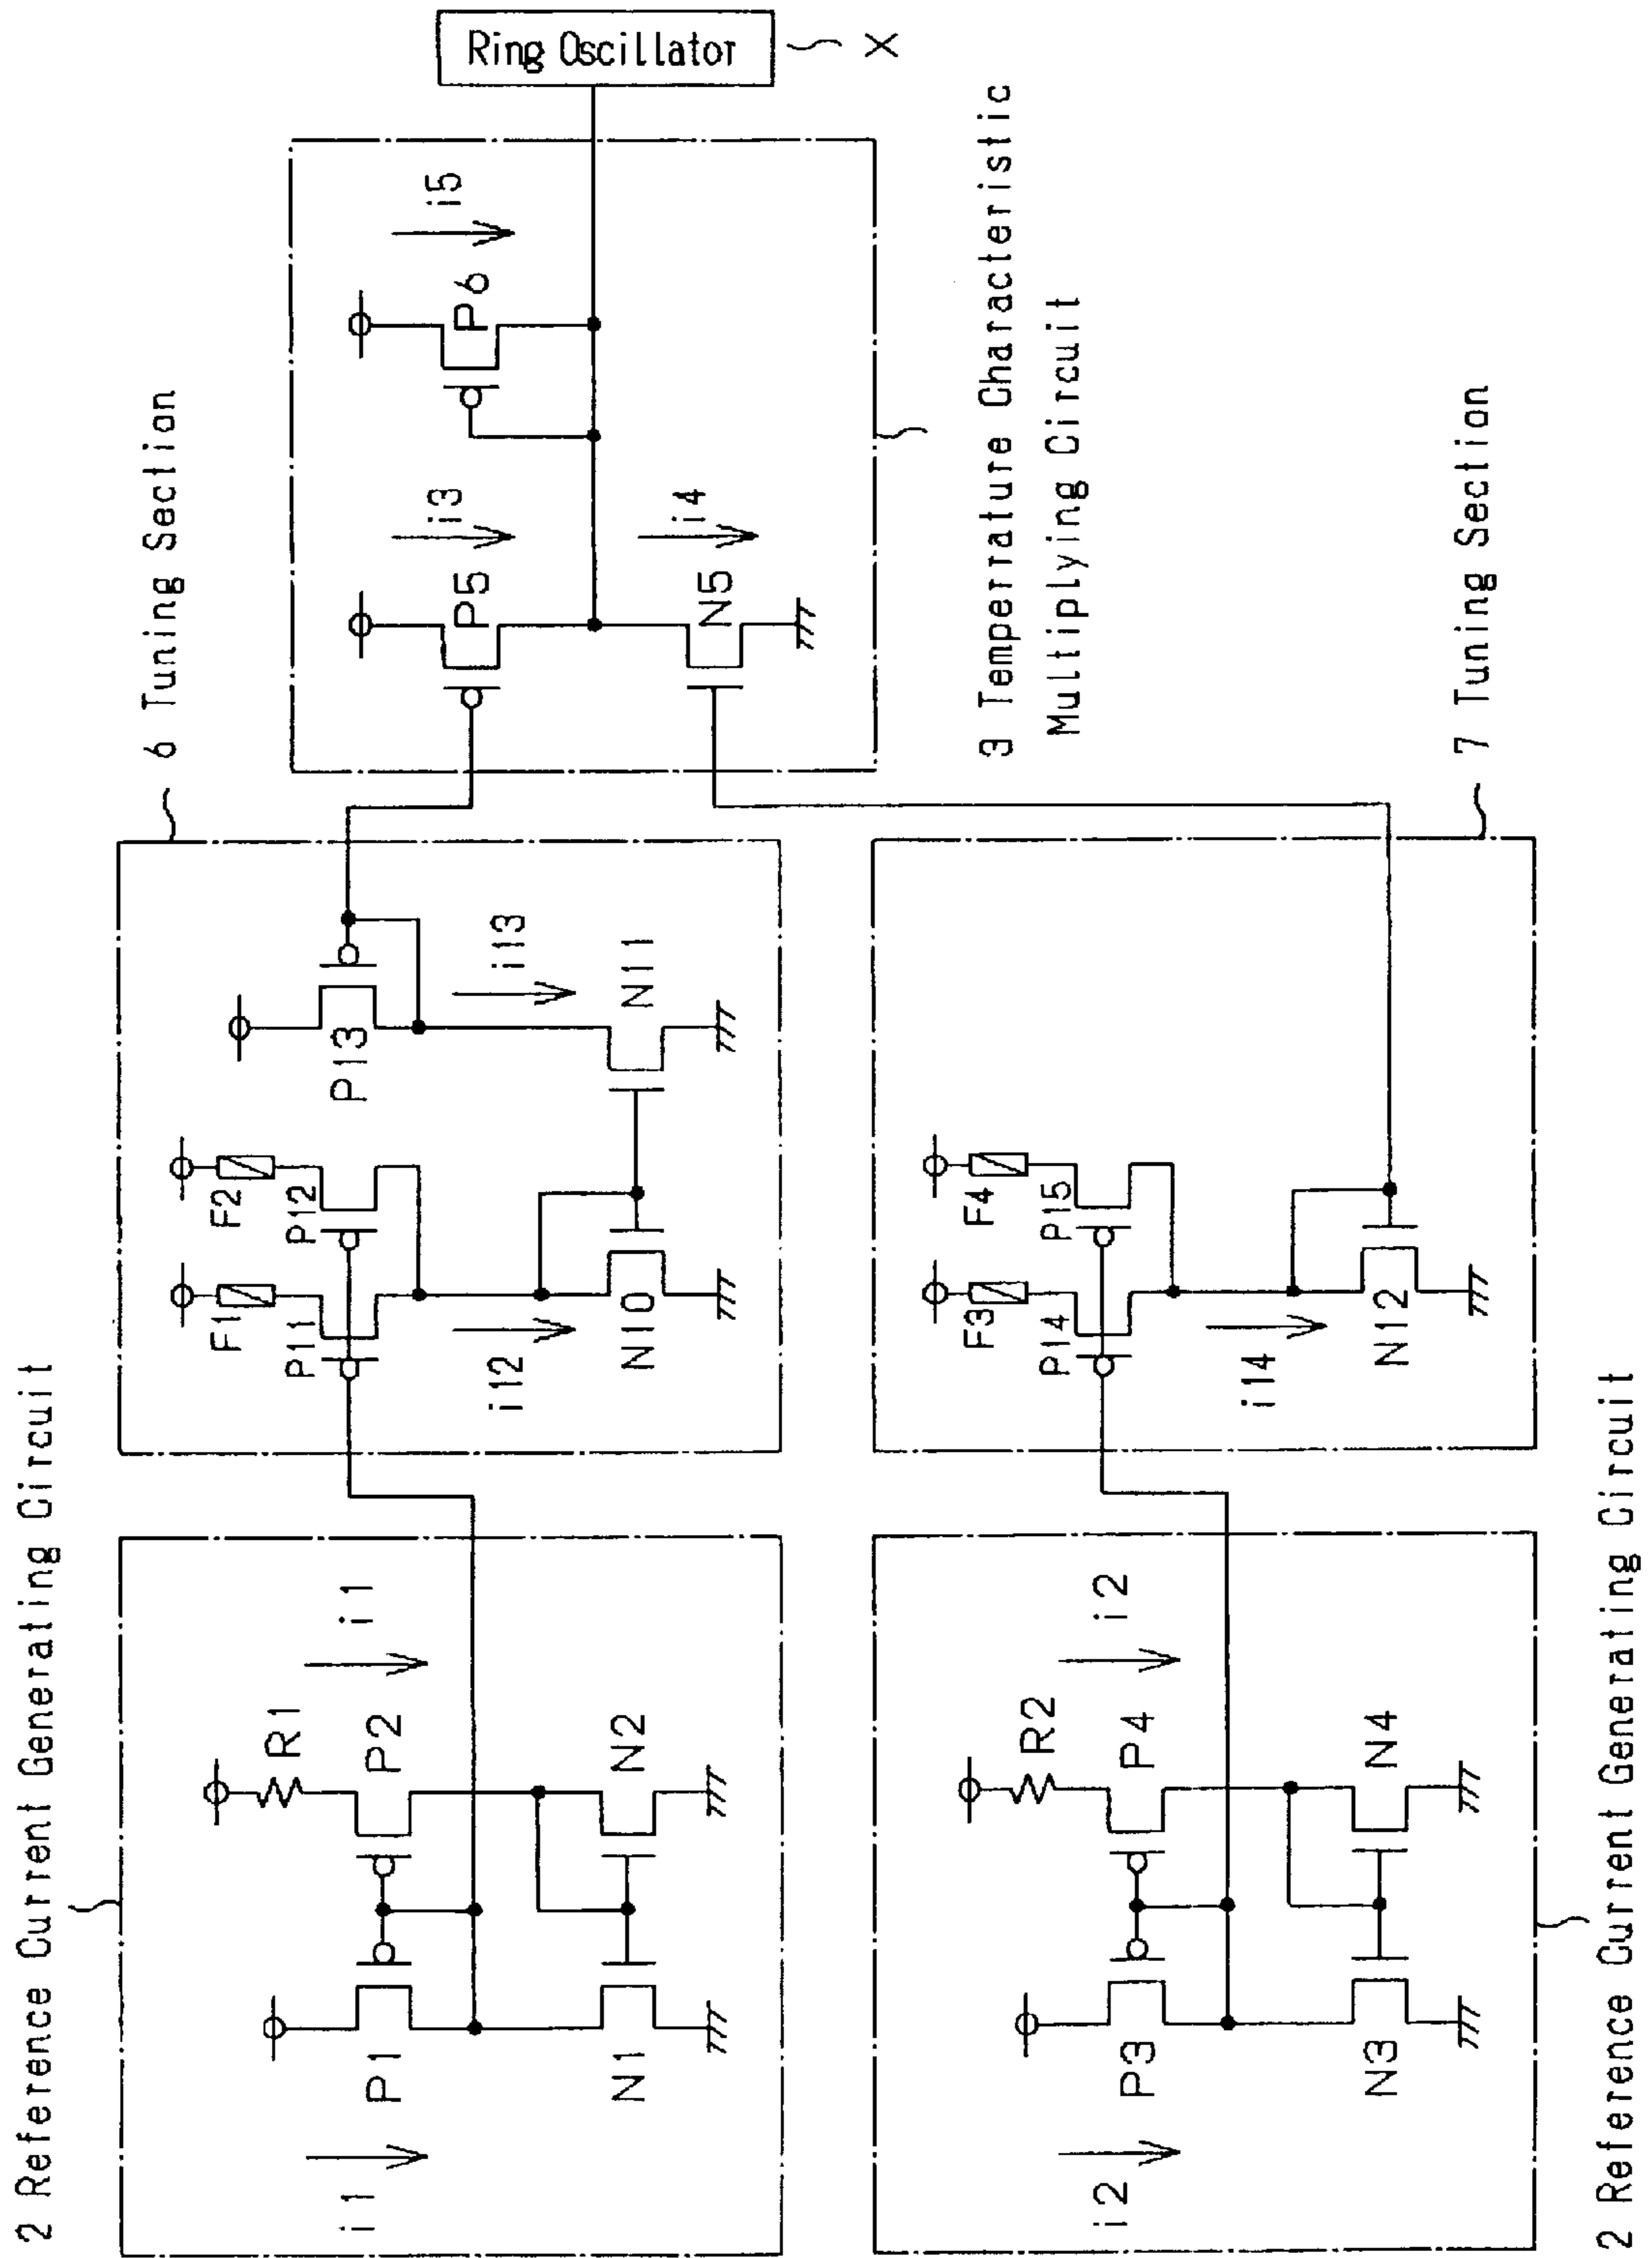 2 Reference Current Generating Circuit
i1
P1
N1
R1
P2
N2
i1
6 Tuning Section
F1
F2
P11
P12
i12
N10
P13
i13
N11
Ring Oscillator
X
P5
i3
P6
i5
N5
i4
3 Temperrature Characteristic
Multiplying Circuit
2 Reference Current Generating Circuit
i2
P3
N3
R2
P4
N4
i2
7 Tuning Section
F3
F4
P14
P15
i14
N12